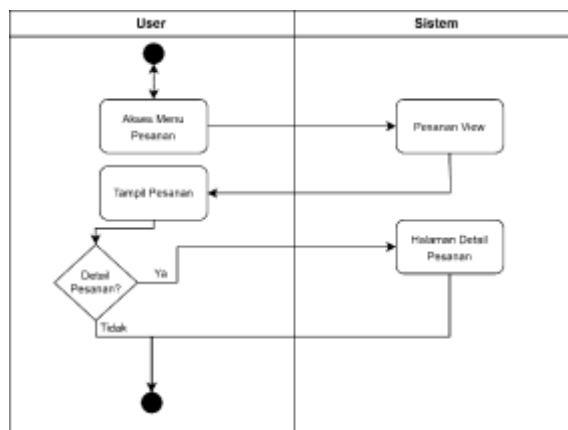 User
Sistem
Akses Menu
Pesanan
Pesanan View
Tampil Pesanan
Halaman Detail
Pesanan
Detail
Pesanan?
Ya
Tidak